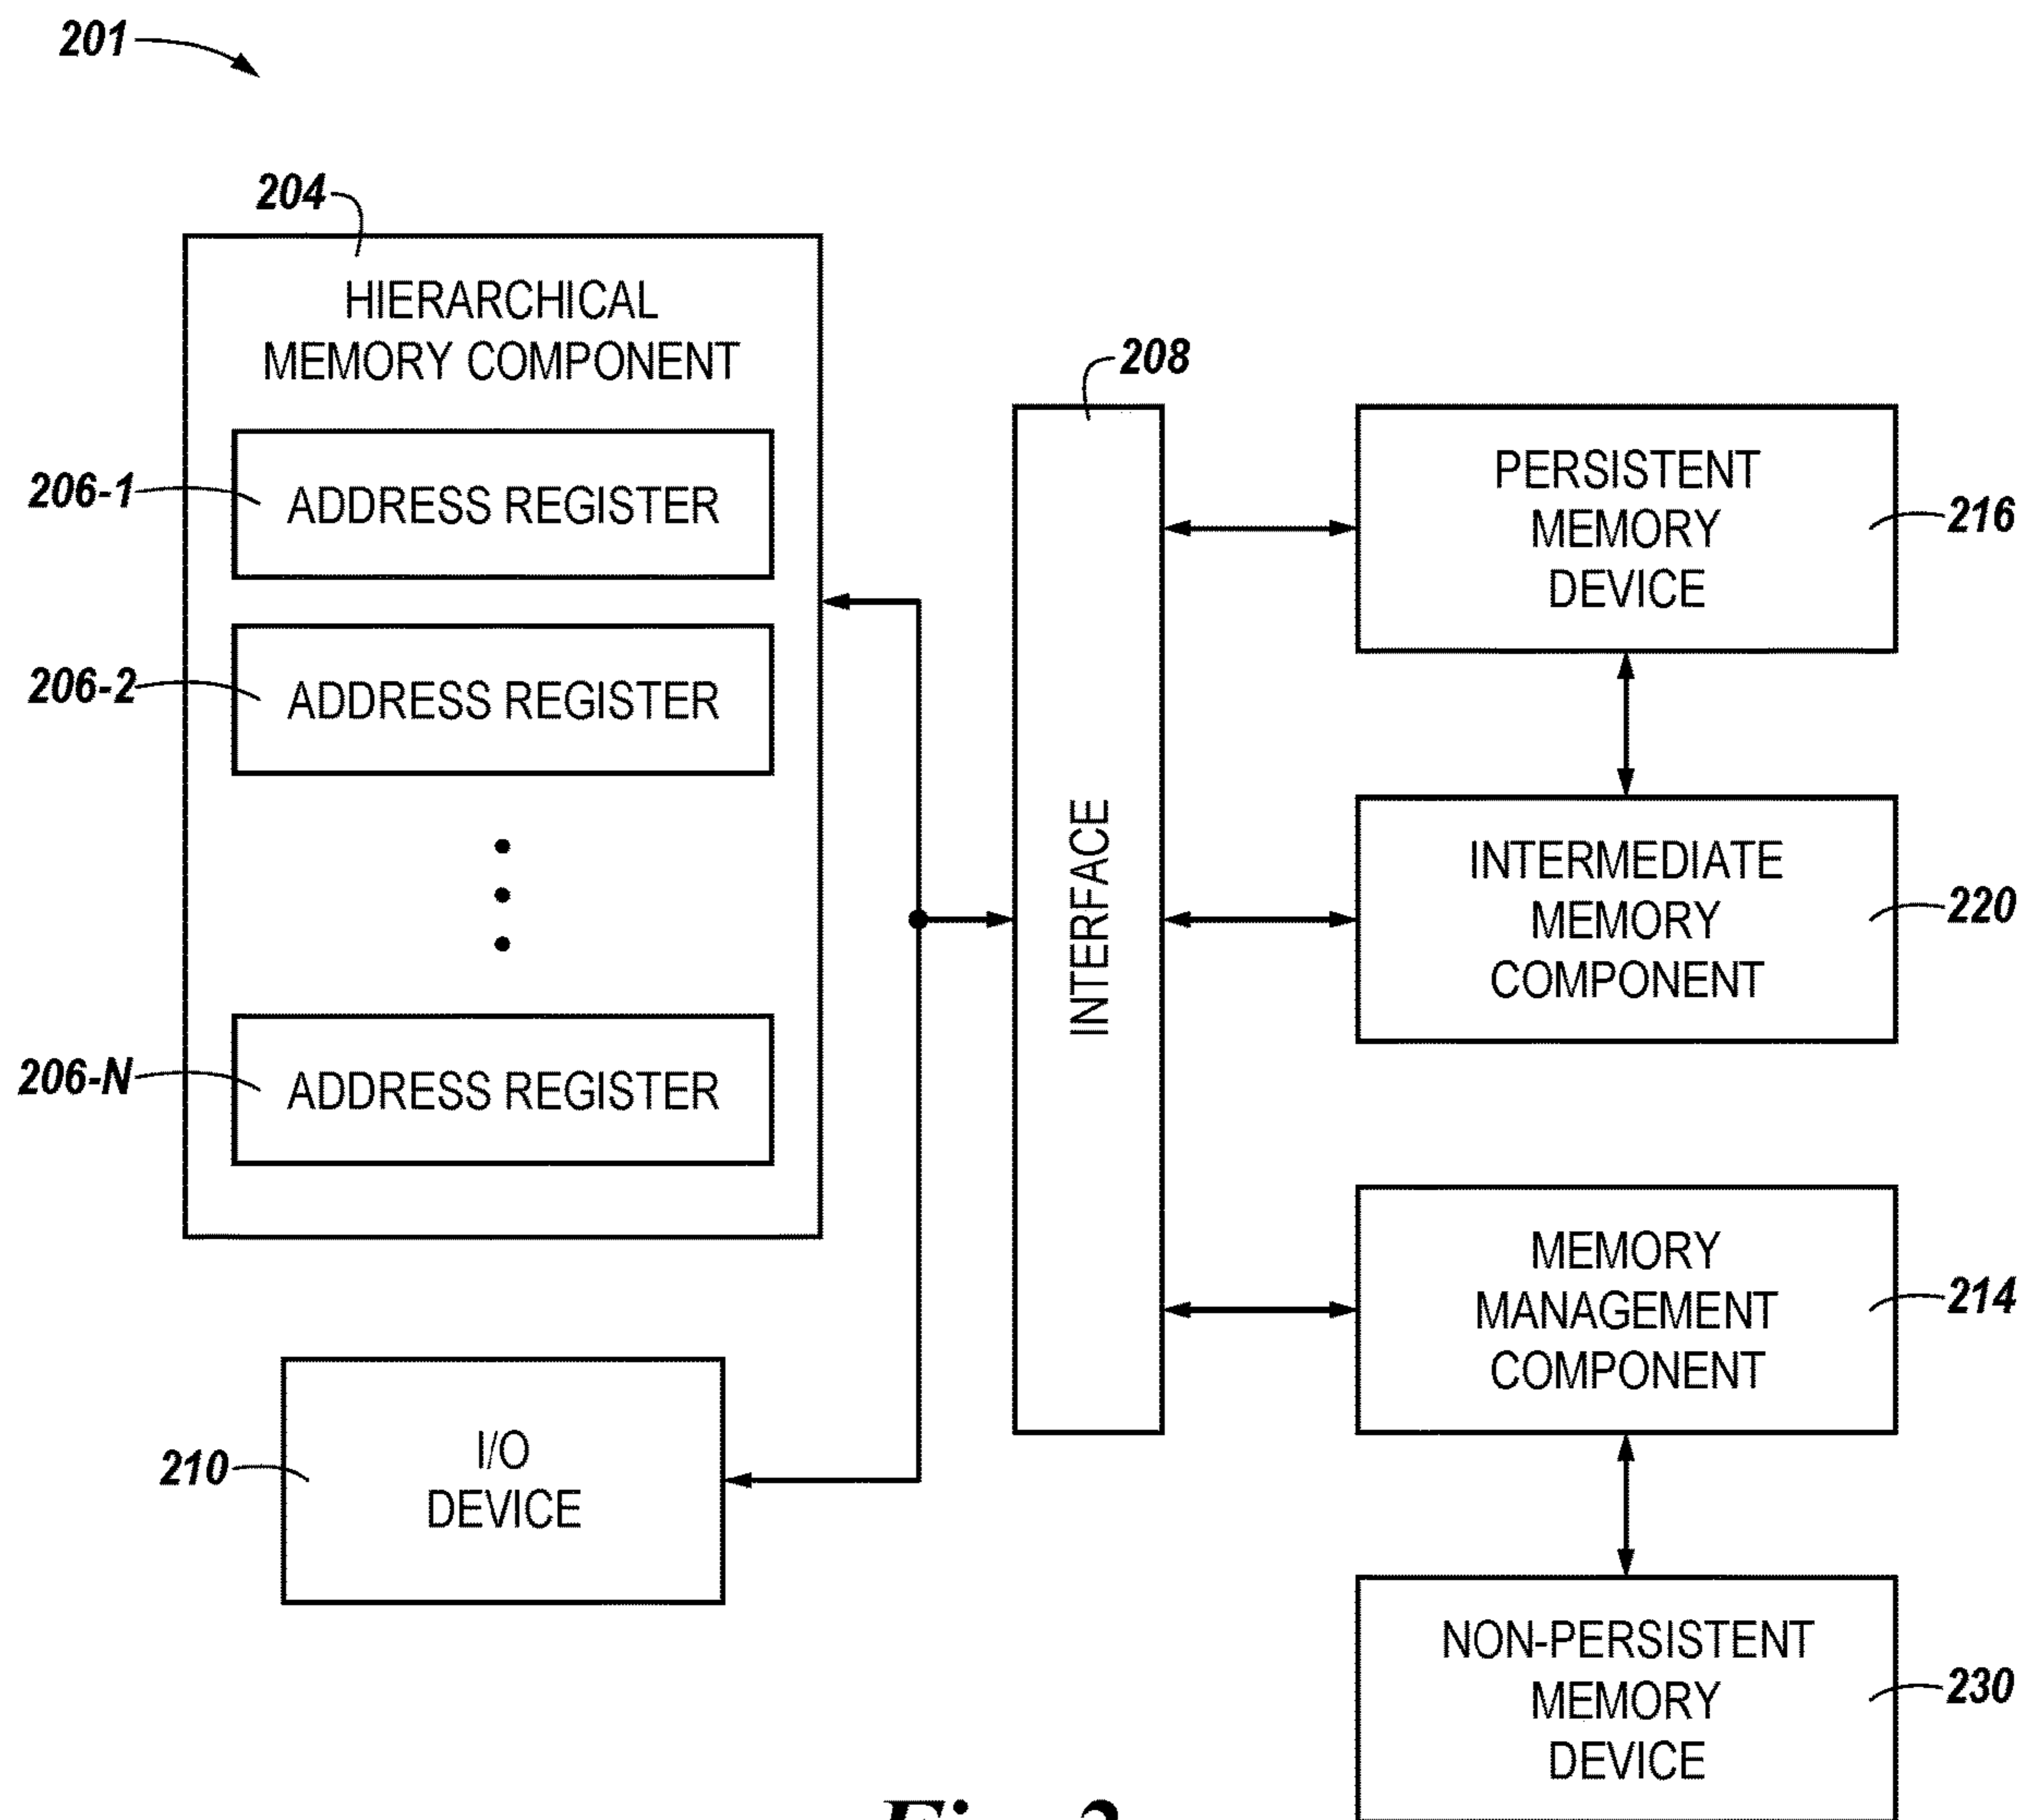 201
204
HIERARCHICAL
MEMORY COMPONENT
206-1
ADDRESS REGISTER
206-2
ADDRESS REGISTER
206-N
ADDRESS REGISTER
210
I/O
DEVICE
208
INTERFACE
PERSISTENT
MEMORY
DEVICE
216
INTERMEDIATE
MEMORY
COMPONENT
220
MEMORY
MANAGEMENT
COMPONENT
214
NON-PERSISTENT
MEMORY
DEVICE
230